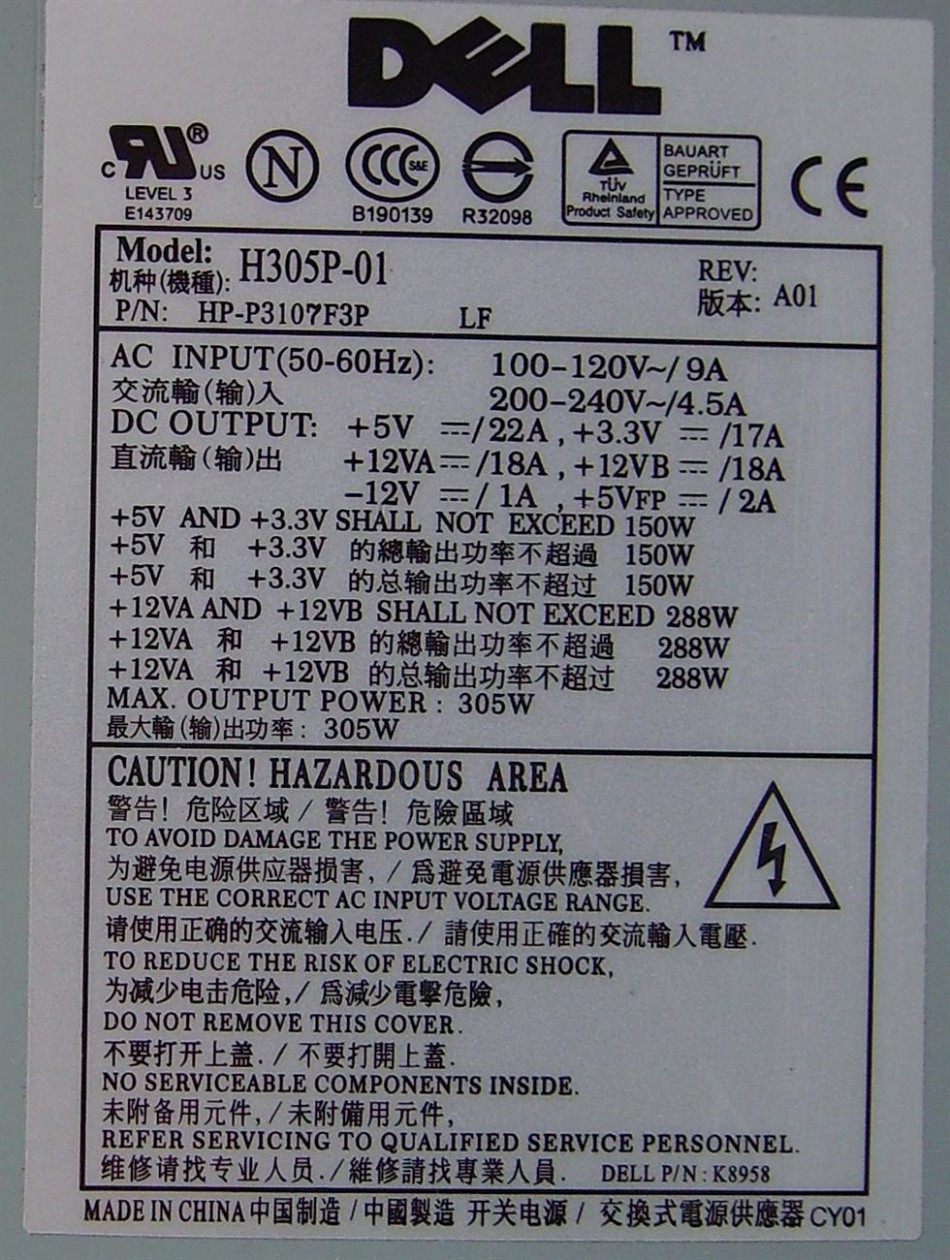 DELL ™
C RU ® US N CCC S&E S BAUART
GEPRÜFT
TÜV
Rheinland
Product Safety
TYPE
APPROVED
CE
LEVEL 3
E143709
B190139
R32098
Model:
机种(機種): H305P-01
REV:
版本: A01
P/N: HP-P3107F3P LF
AC INPUT(50-60Hz): 100-120V~/ 9A
交流輸(输)入 200-240V~/4.5A
DC OUTPUT: +5V ⎓/ 22A , +3.3V ⎓ /17A
直流輸(输)出 +12VA⎓ /18A , +12VB ⎓ /18A
-12V ⎓ / 1A , +5VFP ⎓ / 2A
+5V AND +3.3V SHALL NOT EXCEED 150W
+5V 和 +3.3V 的總輸出功率不超過 150W
+5V 和 +3.3V 的总输出功率不超过 150W
+12VA AND +12VB SHALL NOT EXCEED 288W
+12VA 和 +12VB 的總輸出功率不超過 288W
+12VA 和 +12VB 的总输出功率不超过 288W
MAX. OUTPUT POWER : 305W
最大輸(输)出功率 : 305W
CAUTION! HAZARDOUS AREA
警告! 危险区域 / 警告! 危險區域
TO AVOID DAMAGE THE POWER SUPPLY,
为避免电源供应器损害, / 爲避免電源供應器損害,
USE THE CORRECT AC INPUT VOLTAGE RANGE.
请使用正确的交流输入电压. / 請使用正確的交流輸入電壓.
TO REDUCE THE RISK OF ELECTRIC SHOCK,
为减少电击危险, / 爲減少電擊危險,
DO NOT REMOVE THIS COVER.
不要打开上蓋. / 不要打開上蓋.
NO SERVICEABLE COMPONENTS INSIDE.
未附备用元件, / 未附備用元件,
REFER SERVICING TO QUALIFIED SERVICE PERSONNEL.
维修请找专业人员. / 維修請找專業人員. DELL P/N : K8958
MADE IN CHINA 中国制造 / 中國製造 开关电源 / 交換式電源供應器 CY01